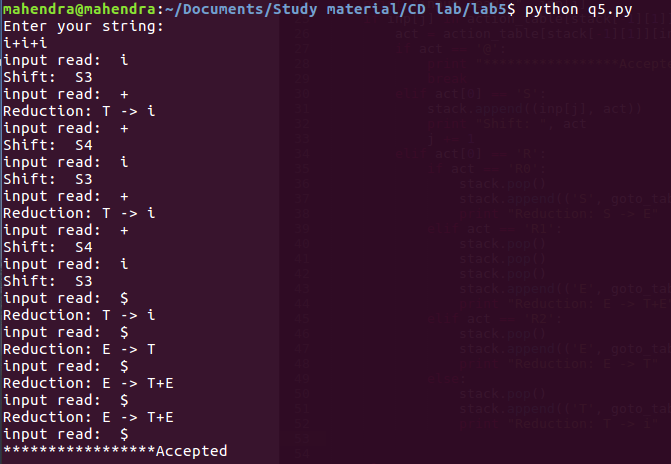 mahendra@mahendra:~/Documents/Study material/CD lab/lab5$ python q5.py
Enter your string:
i+i+i
input read:  i
Shift:  S3
input read:  +
Reduction: T -> i
input read:  +
Shift:  S4
input read:  i
Shift:  S3
input read:  +
Reduction: T -> i
input read:  +
Shift:  S4
input read:  i
Shift:  S3
input read:  $
Reduction: T -> i
input read:  $
Reduction: E -> T
input read:  $
Reduction: E -> T+E
input read:  $
Reduction: E -> T+E
input read:  $
*****************Accepted